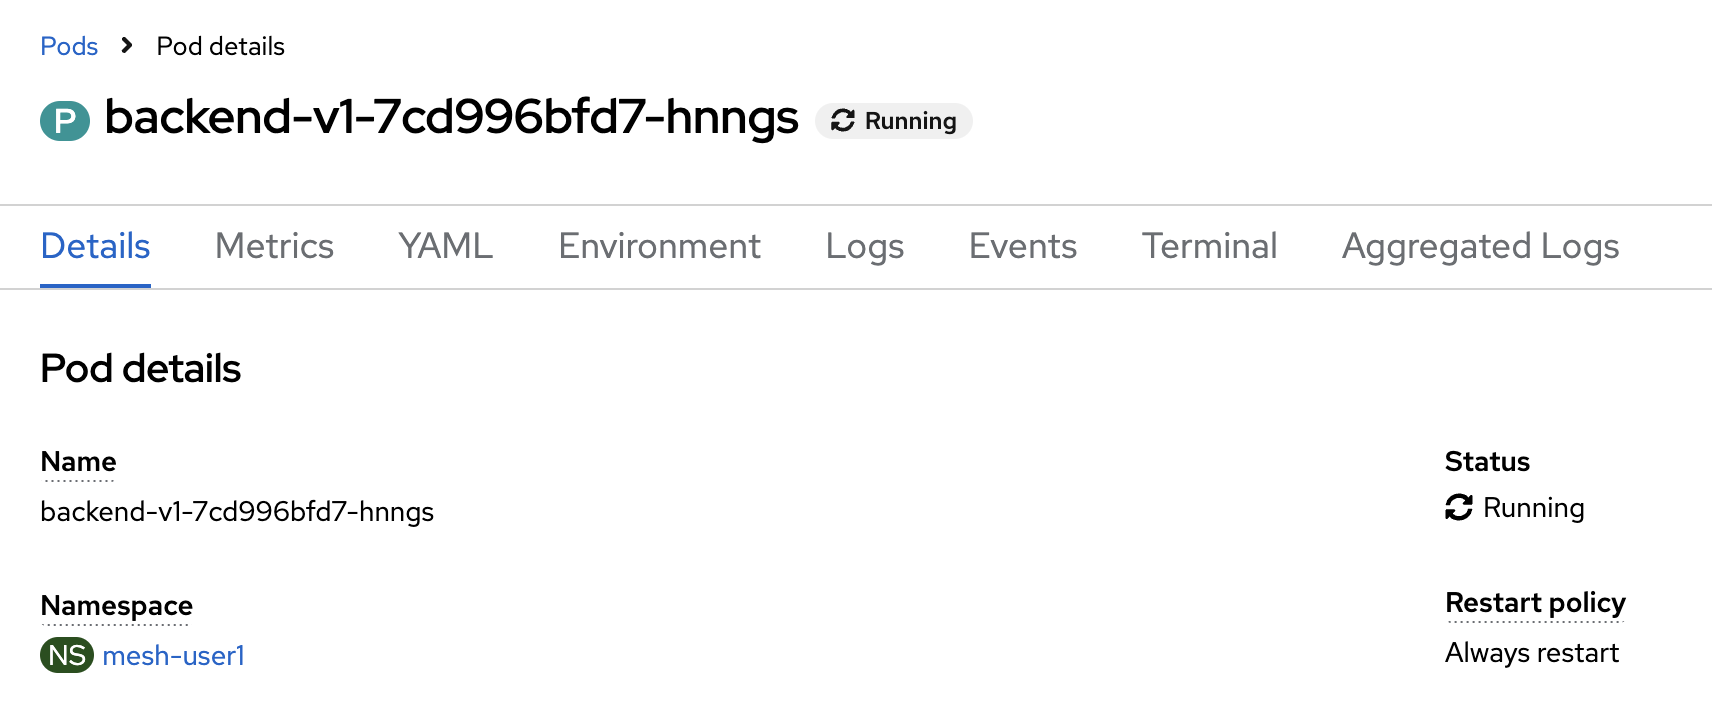 Pods > Pod details
P backend-v1-7cd996bfd7-hnngs Running
Details Metrics YAML Environment Logs Events Terminal Aggregated Logs
Pod details
Name
backend-v1-7cd996bfd7-hnngs
Status
Running
Namespace
NS mesh-user1
Restart policy
Always restart